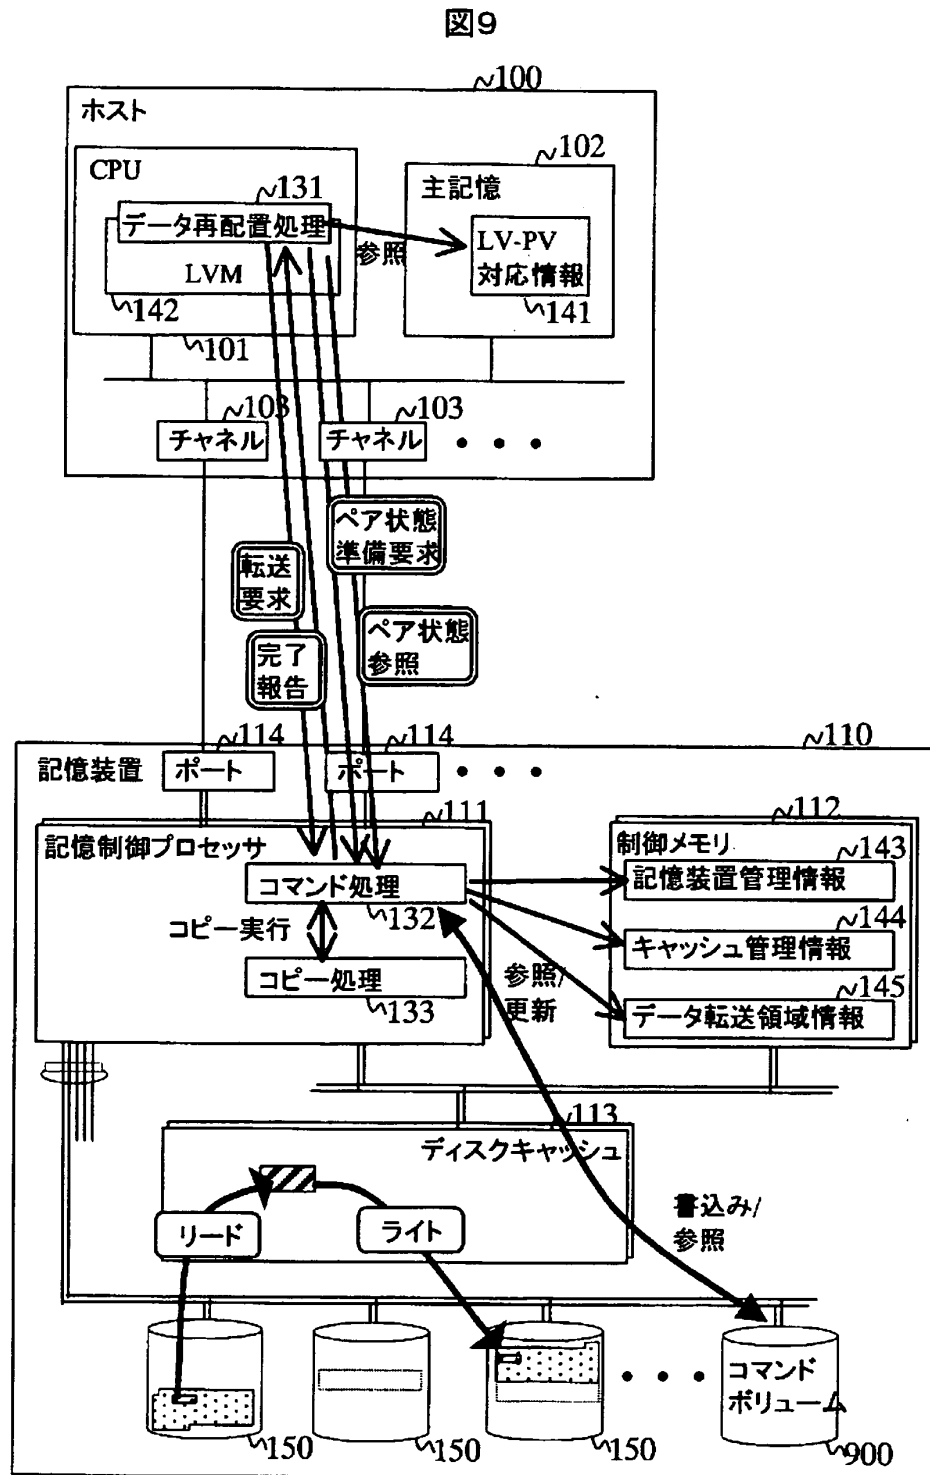 図9
100
ホスト
CPU
102
主記憶
131
データ再配置処理
参照
LV-PV
対応情報
LVM
142
141
101
103
103
チャネル
チャネル
ペア状態
準備要求
転送
要求
ペア状態
参照
完了
報告
114
114
110
記憶装置
ポート
ポート
111
112
記憶制御プロセッサ
制御メモリ
143
記憶装置管理情報
コマンド処理
132
144
コピー実行
キャッシュ管理情報
コピー処理
参照/
更新
145
133
データ転送領域情報
113
ディスクキャッシュ
リード
ライト
書込み/
参照
コマンド
ボリューム
150
150
150
900